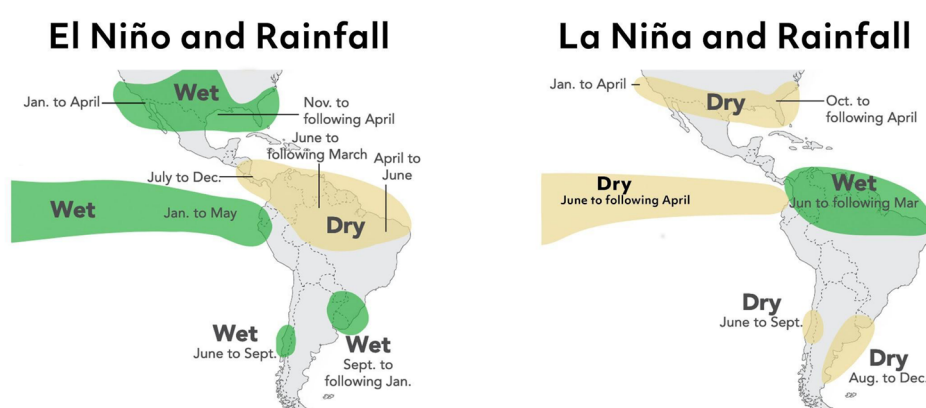 El Niño and Rainfall
Wet
Jan. to April
Nov. to
following April
June to
following March
April to
June
July to Dec.
Wet
Jan. to May
Dry
Wet
June to Sept.
Wet
Sept. to
following Jan.
La Niña and Rainfall
Jan. to April
Dry
Oct. to
following April
Dry
June to following April
Wet
Jun to following Mar
Dry
June to Sept.
Dry
Aug. to Dec.